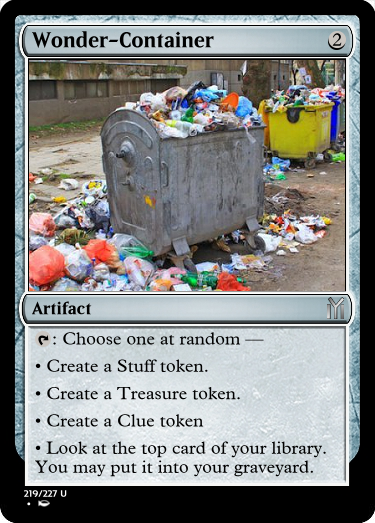 Wonder-Container 2
Artifact
: Choose one at random —
• Create a Stuff token.
• Create a Treasure token.
• Create a Clue token
• Look at the top card of your library.
You may put it into your graveyard.
219/227 U